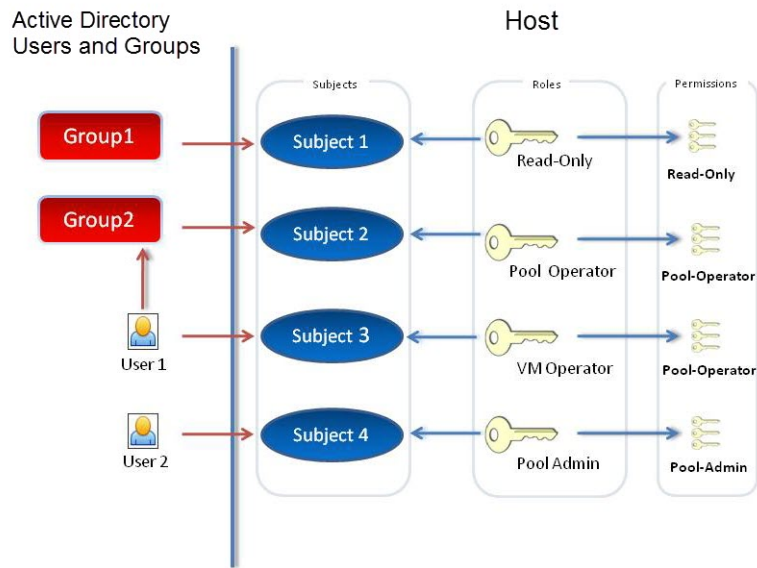 Active Directory
Users and Groups
Host
Subjects
Roles
Permissions
Group1
Subject 1
Read-Only
Read-Only
Group2
Subject 2
Pool Operator
Pool-Operator
User 1
Subject 3
VM Operator
Pool-Operator
User 2
Subject 4
Pool Admin
Pool-Admin